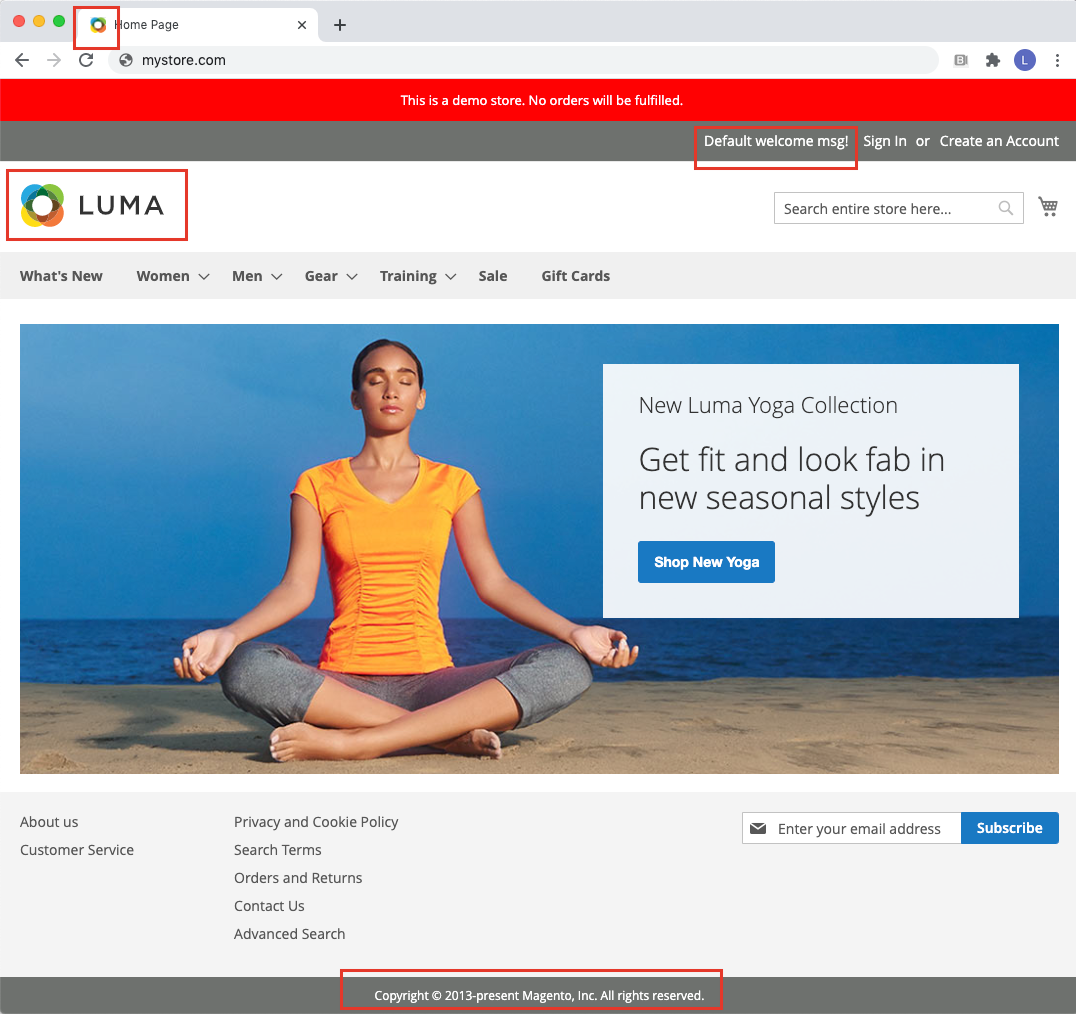 Home Page
mystore.com
L
This is a demo store. No orders will be fulfilled.
Default welcome msg! Sign In or Create an Account
LUMA
Search entire store here...
What's New Women Men Gear Training Sale Gift Cards
New Luma Yoga Collection
Get fit and look fab in
new seasonal styles
Shop New Yoga
About us
Customer Service
Privacy and Cookie Policy
Search Terms
Orders and Returns
Contact Us
Advanced Search
Enter your email address Subscribe
Copyright © 2013-present Magento, Inc. All rights reserved.